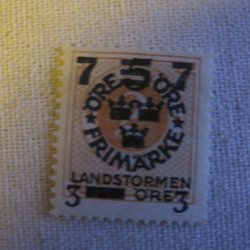 7 5 7
ÖRE ÖRE
FRIMÄRKE
LANDSTORMEN
3 ÖRE 3